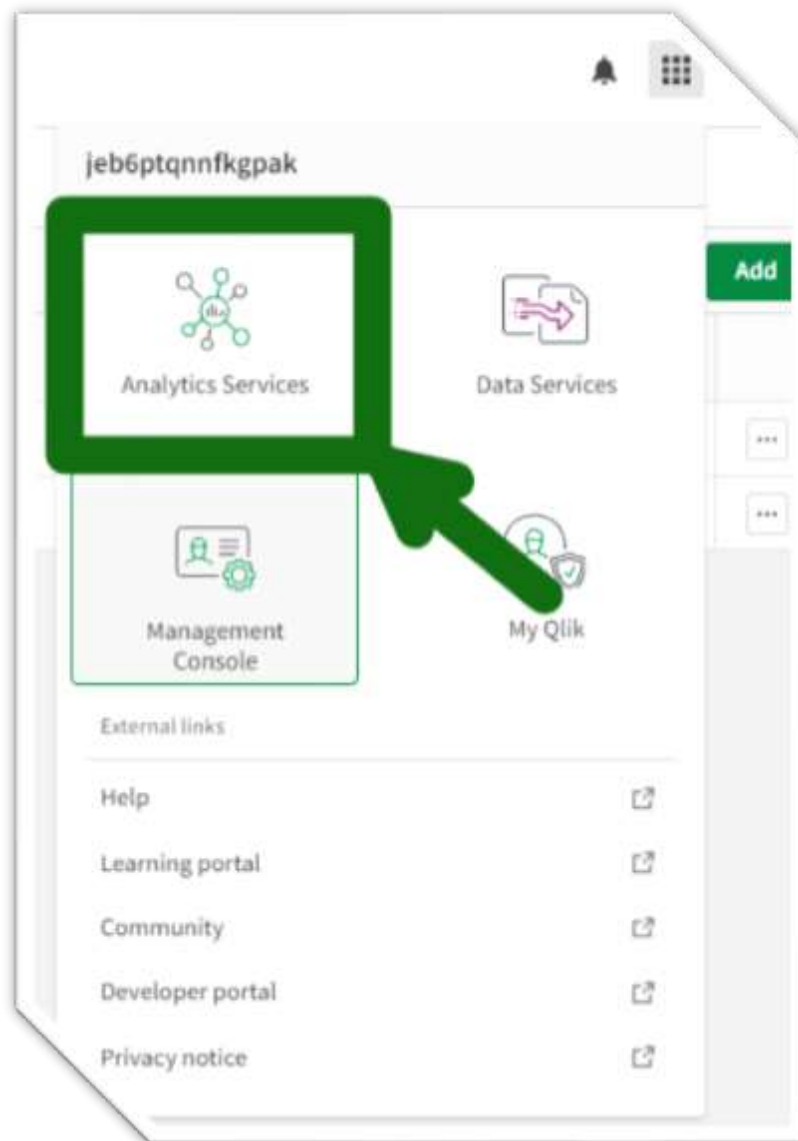 jeb6ptqnnfkgpak
Add
Analytics Services
Data Services
Management
Console
My Qlik
External links
Help
Learning portal
Community
Developer portal
Privacy notice